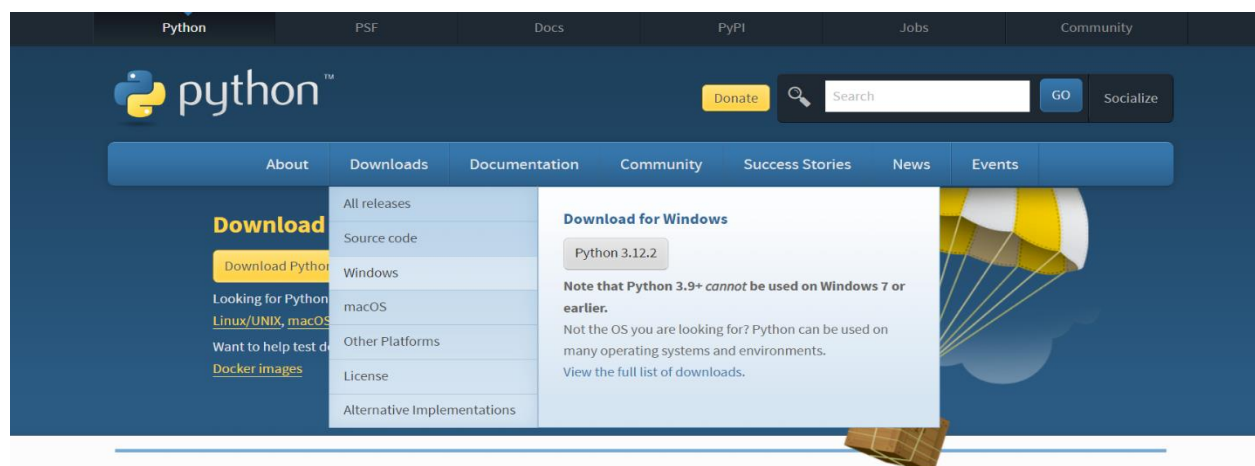 Python PSF Docs PyPI Jobs Community
python™
Donate Search GO Socialize
About Downloads Documentation Community Success Stories News Events
All releases
Source code
Windows
macOS
Other Platforms
License
Alternative Implementations
Download for Windows
Python 3.12.2
Note that Python 3.9+ cannot be used on Windows 7 or
earlier.
Not the OS you are looking for? Python can be used on
many operating systems and environments.
View the full list of downloads.
Download
Download Python
Looking for Python
Linux/UNIX, macOS
Want to help test
Docker images